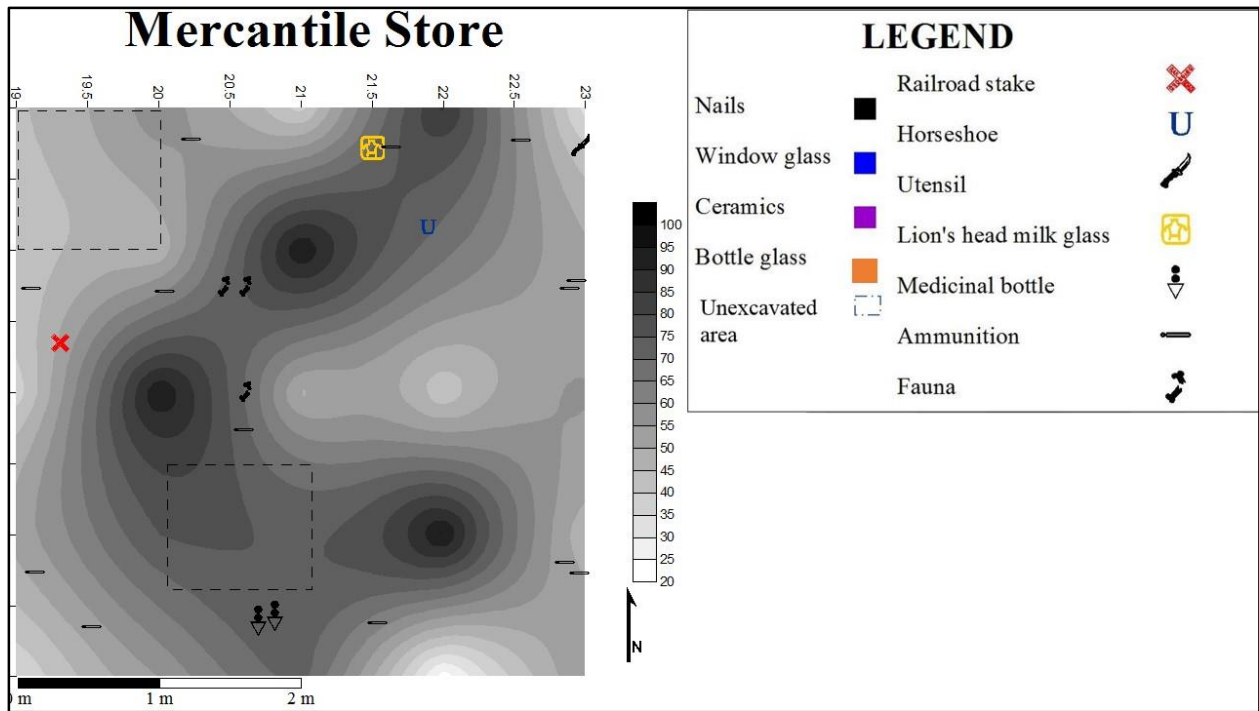 Mercantile Store
19
19.5
20
20.5
21
21.5
22
22.5
23
U
100
95
90
85
80
75
70
65
60
55
50
45
40
35
30
25
20
N
0 m
1 m
2 m
LEGEND
Nails
Window glass
Ceramics
Bottle glass
Unexcavated
area
Railroad stake
Horseshoe
U
Utensil
Lion's head milk glass
Medicinal bottle
Ammunition
Fauna